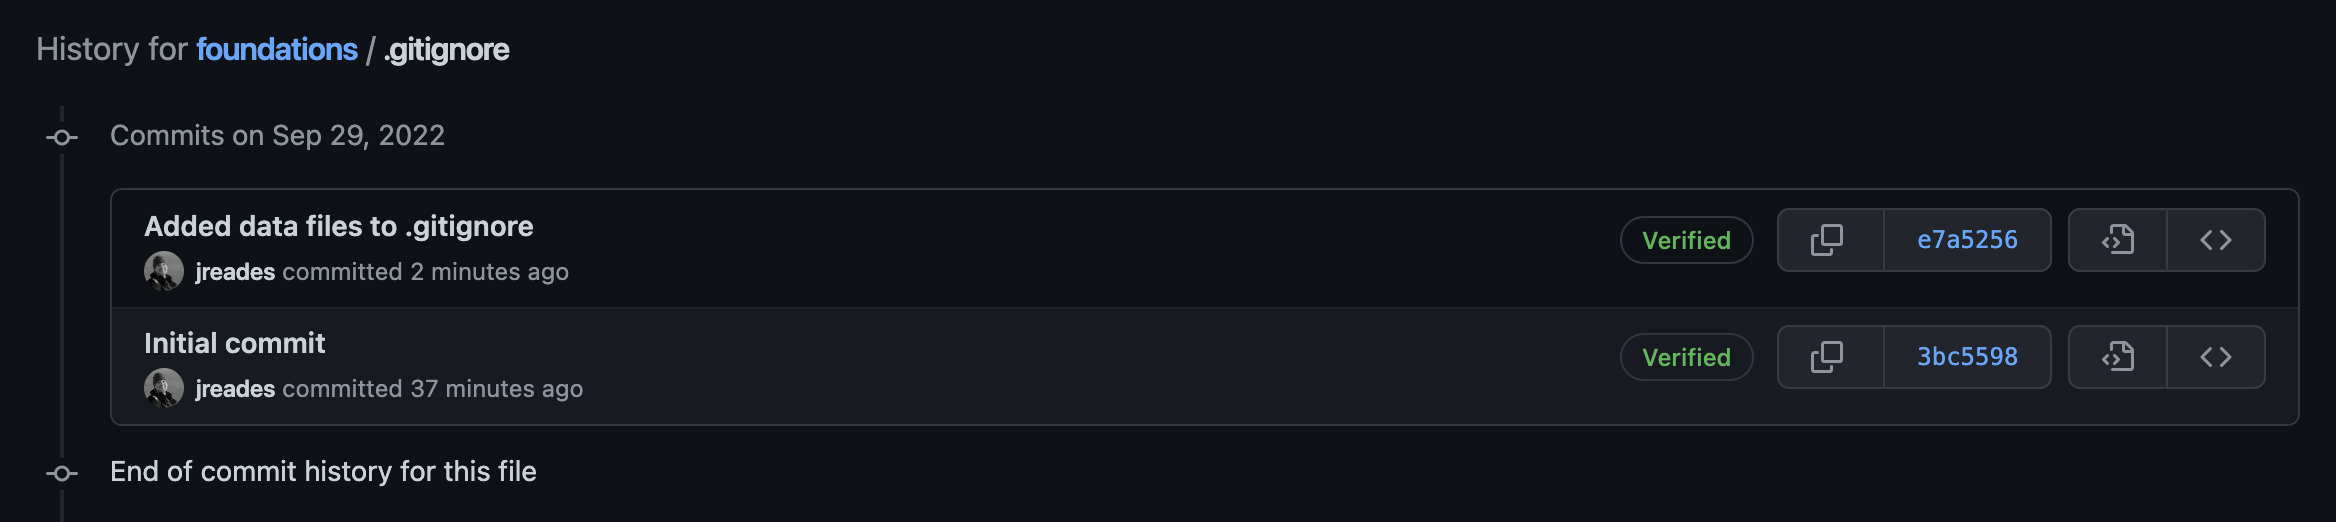 History for foundations / .gitignore
Commits on Sep 29, 2022
Added data files to .gitignore
jreades committed 2 minutes ago
Verified
e7a5256
Initial commit
jreades committed 37 minutes ago
Verified
3bc5598
End of commit history for this file